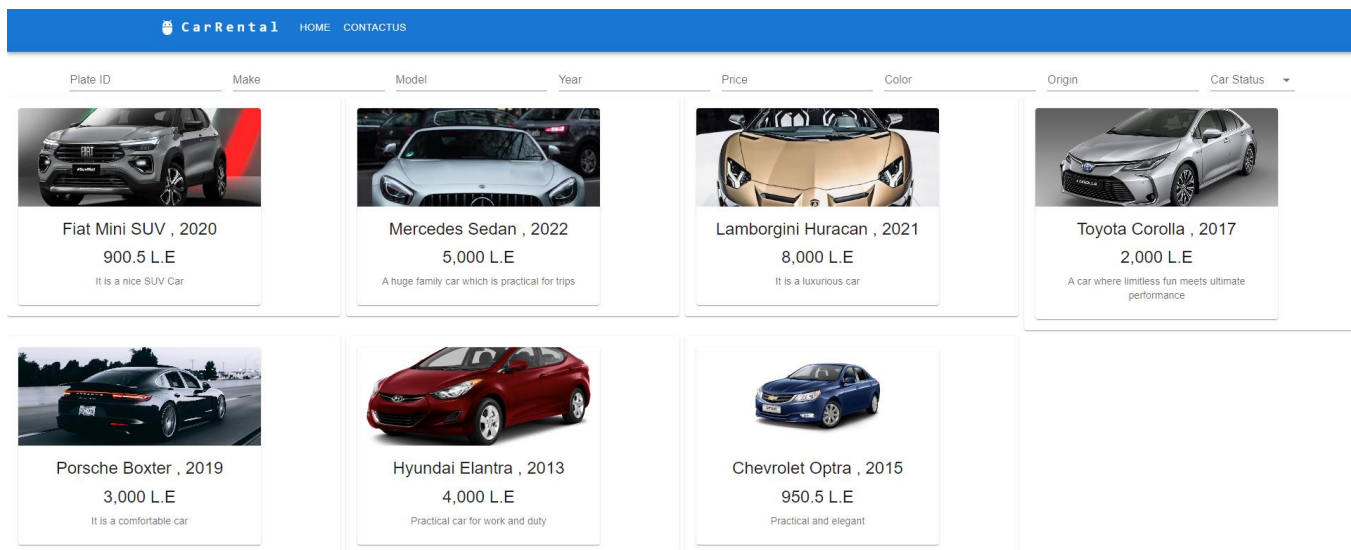 CarRental HOME CONTACTUS
Plate ID Make Model Year Price Color Origin Car Status
FIAT
Fiat Mini SUV , 2020
900.5 L.E
It is a nice SUV Car
Mercedes Sedan , 2022
5,000 L.E
A huge family car which is practical for trips
Lamborgini Huracan , 2021
8,000 L.E
It is a luxurious car
COROLLA
Toyota Corolla , 2017
2,000 L.E
A car where limitless fun meets ultimate
performance
Porsche Boxter , 2019
3,000 L.E
It is a comfortable car
Hyundai Elantra , 2013
4,000 L.E
Practical car for work and duty
Chevrolet Optra , 2015
950.5 L.E
Practical and elegant